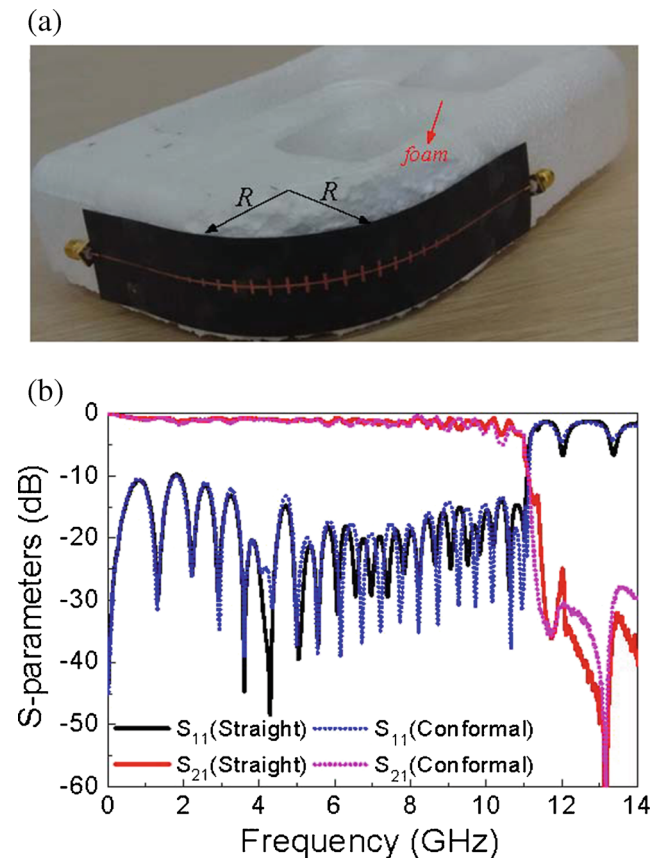 (a)
foam
R R
(b)
0
-10
-20
-30
-40
-50
-60
S-parameters (dB)
S11(Straight) S11(Conformal)
S21(Straight) S21(Conformal)
0 2 4 6 8 10 12 14
Frequency (GHz)